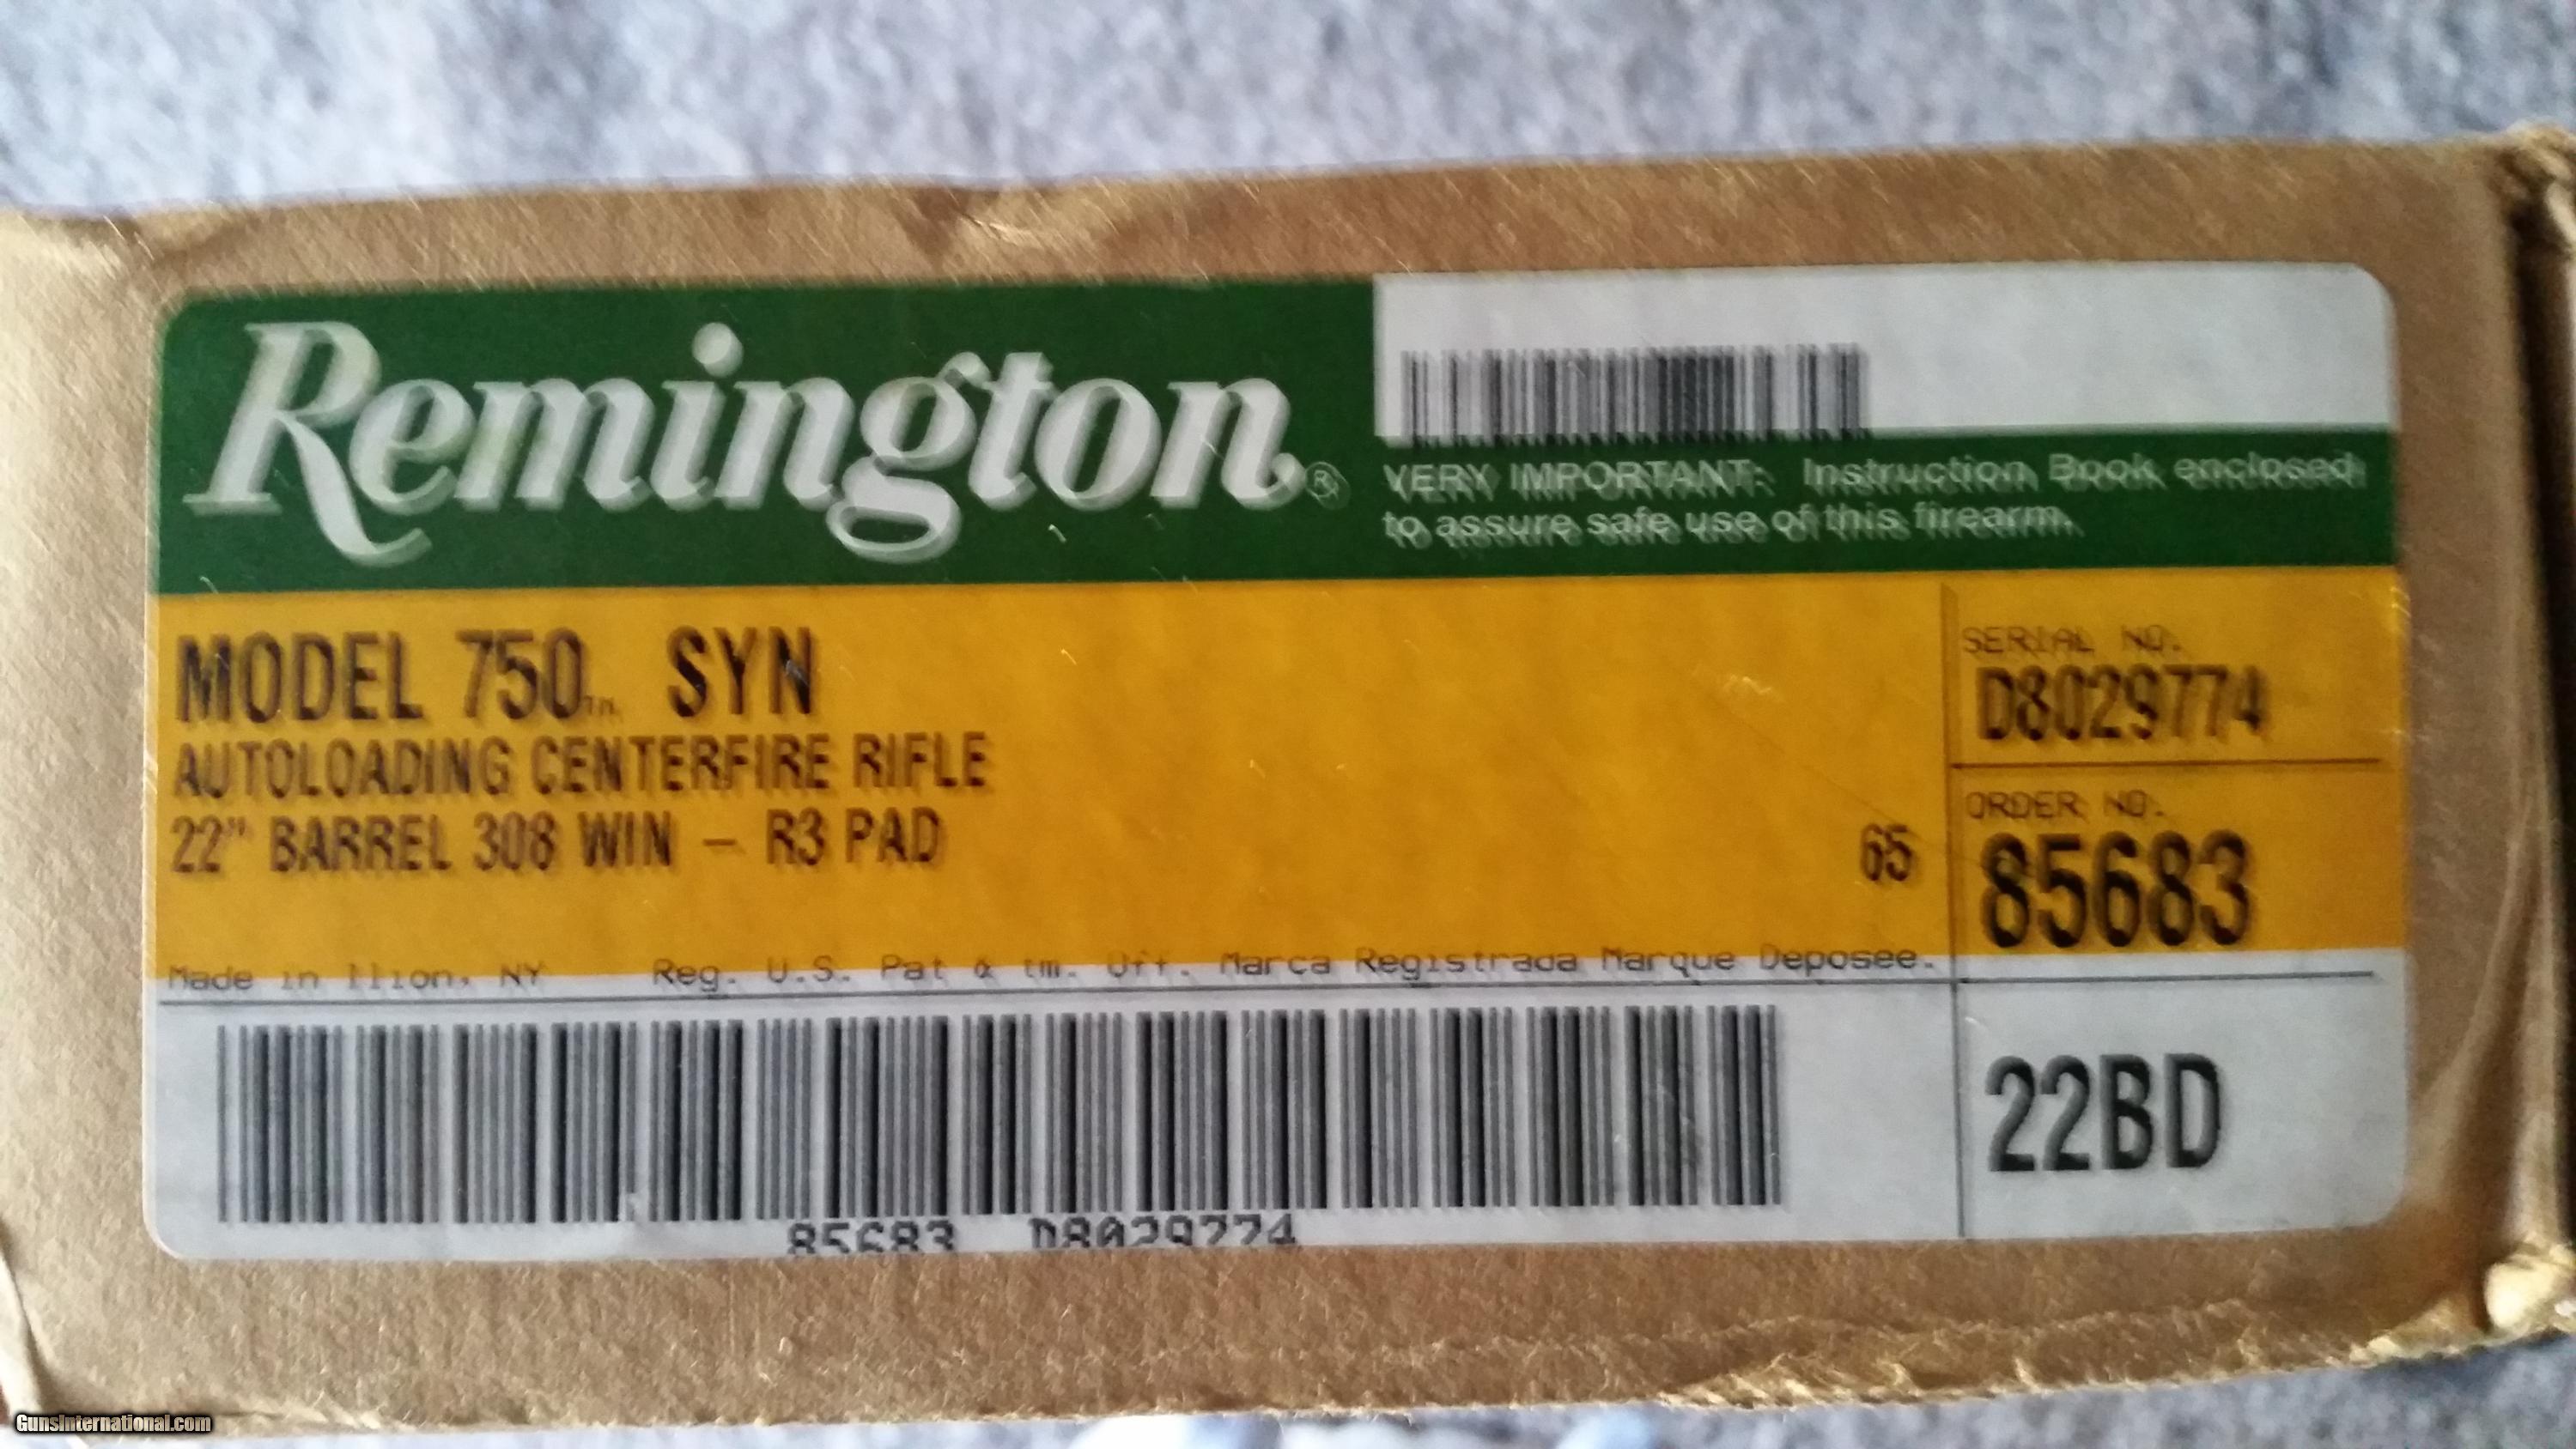 Remington®
VERY IMPORTANT: Instruction Book enclosed
to assure safe use of this firearm.
MODEL 750™ SYN
AUTOLOADING CENTERFIRE RIFLE
22" BARREL 308 WIN – R3 PAD
65
SERIAL NO.
D8029774
ORDER NO.
85683
Made in Ilion, NY Reg. U.S. Pat & tm. Off. Marca Registrada Marque Deposee.
22BD
85683 D8029774
GunsInternational.com